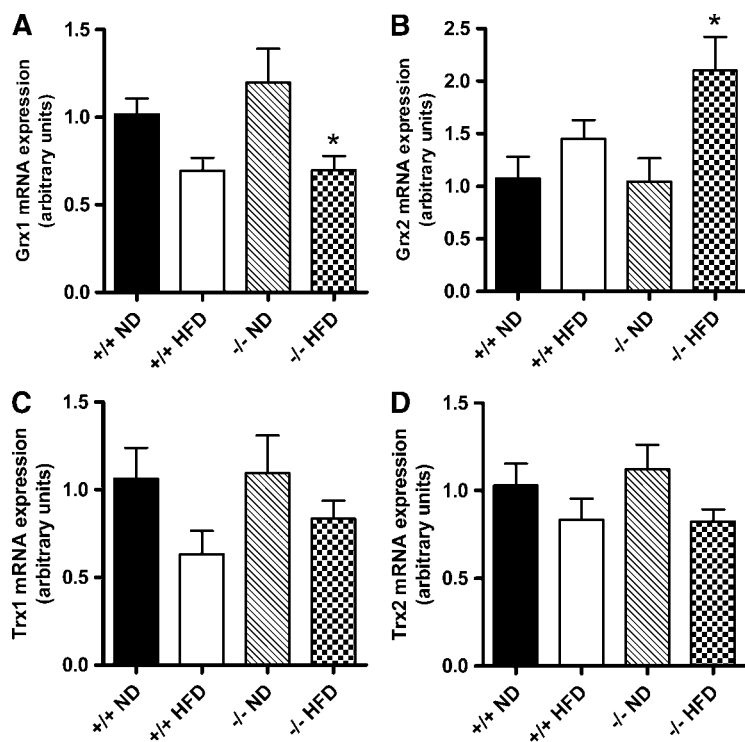 A
Grx1 mRNA expression
(arbitrary units)
1.5
1.0
0.5
0.0
*
+/+ ND
+/+ HFD
-/- ND
-/- HFD
B
Grx2 mRNA expression
(arbitrary units)
2.5
2.0
1.5
1.0
0.5
0.0
*
+/+ ND
+/+ HFD
-/- ND
-/- HFD
C
Trx1 mRNA expression
(arbitrary units)
1.5
1.0
0.5
0.0
+/+ ND
+/+ HFD
-/- ND
-/- HFD
D
Trx2 mRNA expression
(arbitrary units)
1.5
1.0
0.5
0.0
+/+ ND
+/+ HFD
-/- ND
-/- HFD